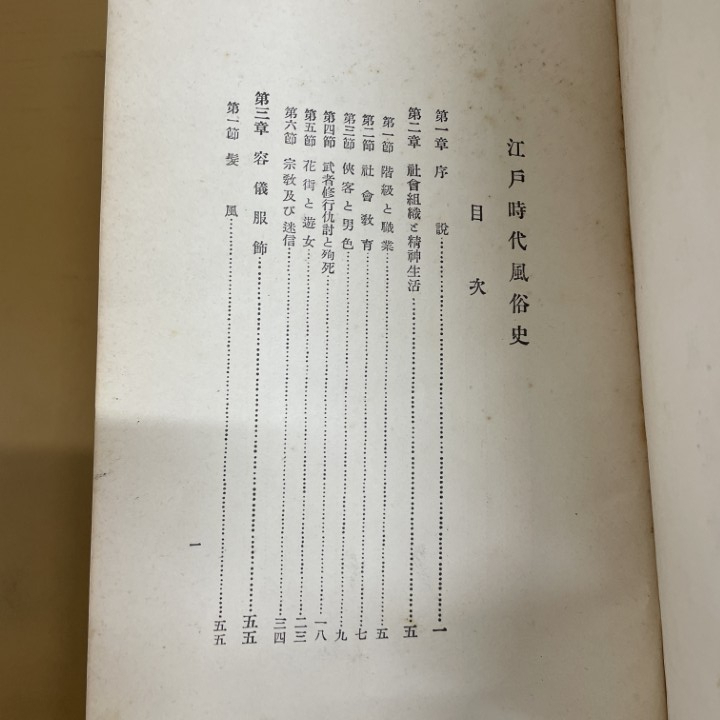 江戸時代風俗史
目次
第一章 序説……一
第二章 社會組織と精神生活……五
第一節 階級と職業……五
第二節 社會教育……七
第三節 俠客と男色……九
第四節 武者修行仇討と殉死……一八
第五節 花街と遊女……二三
第六節 宗教及び迷信……三四
第三章 容儀服飾……五五
第一節 髪風……五五
一